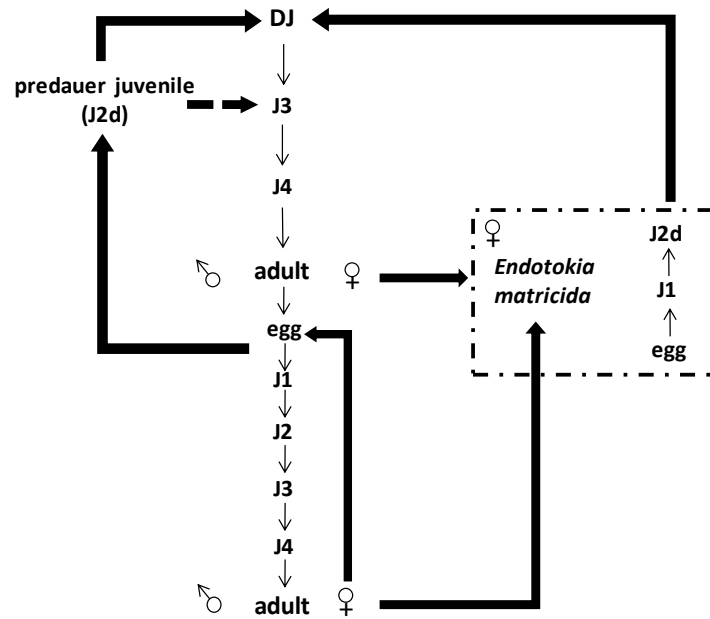 DJ
predauer juvenile
(J2d)
J3
J4
♂ adult ♀
egg
J1
J2
J3
J4
♂ adult ♀
♀
Endotokia
matricida
J2d
J1
egg